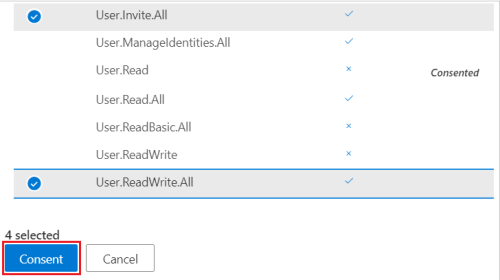 User.Invite.All
User.ManageIdentities.All
User.Read Consented
User.Read.All
User.ReadBasic.All
User.ReadWrite
User.ReadWrite.All
4 selected
Consent Cancel